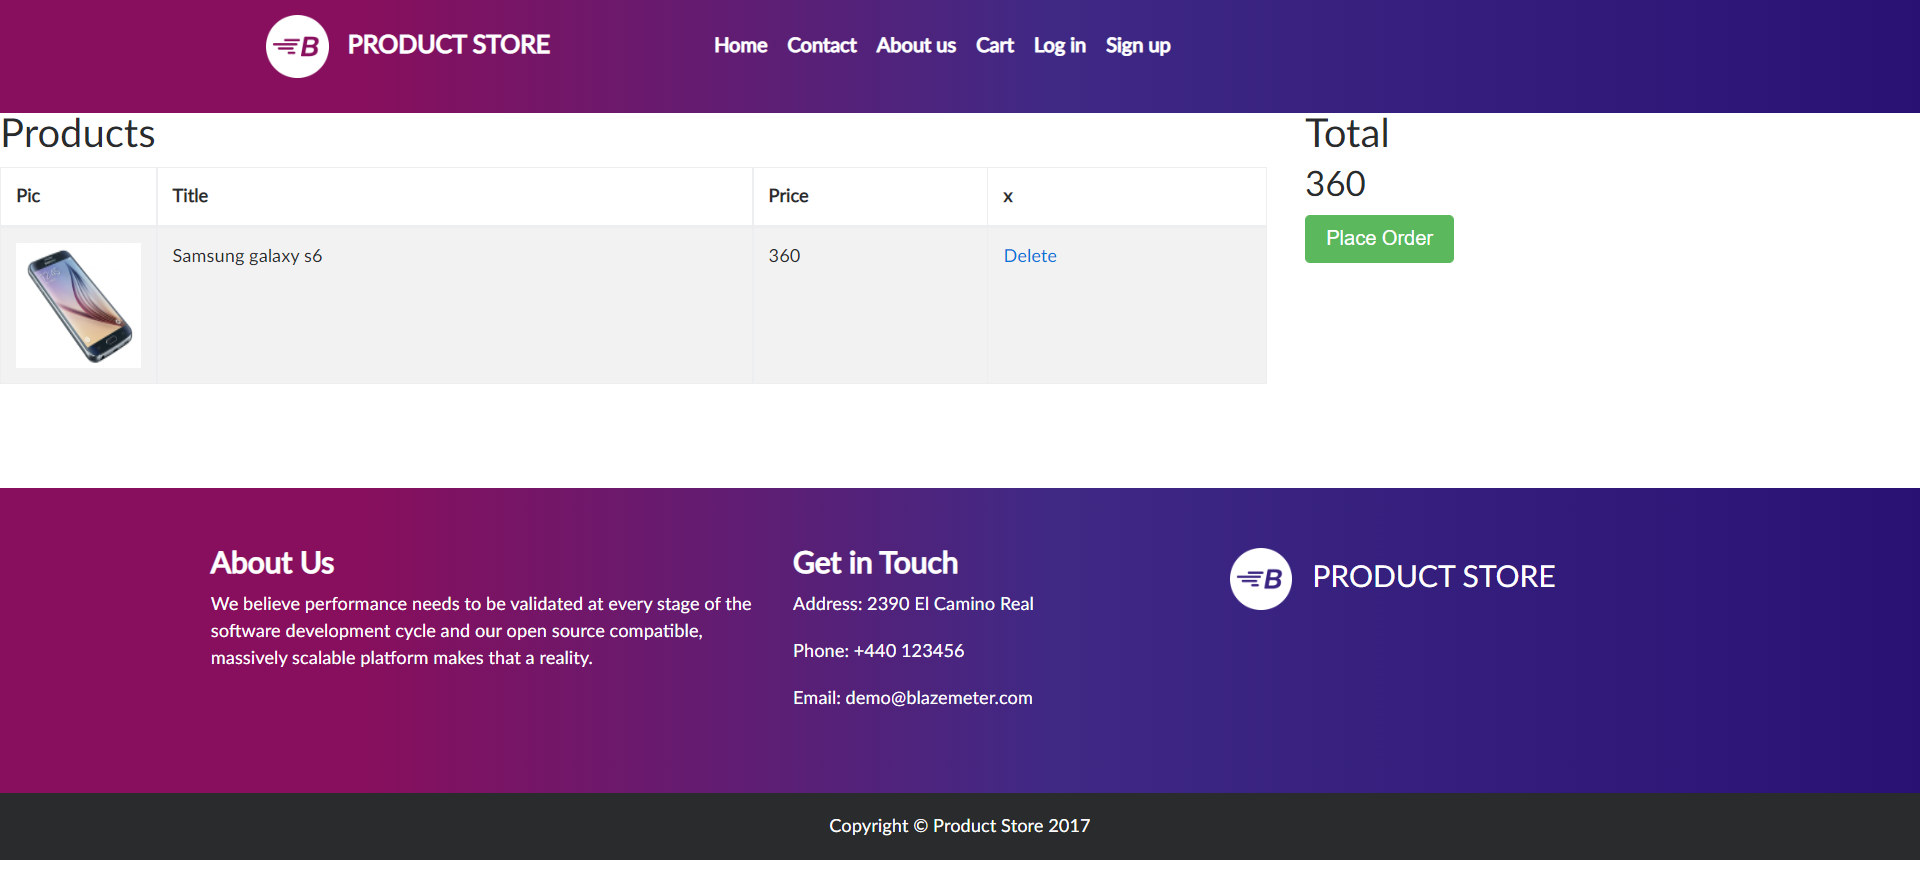 B PRODUCT STORE
Home Contact About us Cart Log in Sign up
Products
Pic Title Price x
Samsung galaxy s6 360 Delete
Total
360
Place Order
About Us
We believe performance needs to be validated at every stage of the
software development cycle and our open source compatible,
massively scalable platform makes that a reality.
Get in Touch
Address: 2390 El Camino Real
Phone: +440 123456
Email: demo@blazemeter.com
B PRODUCT STORE
Copyright © Product Store 2017